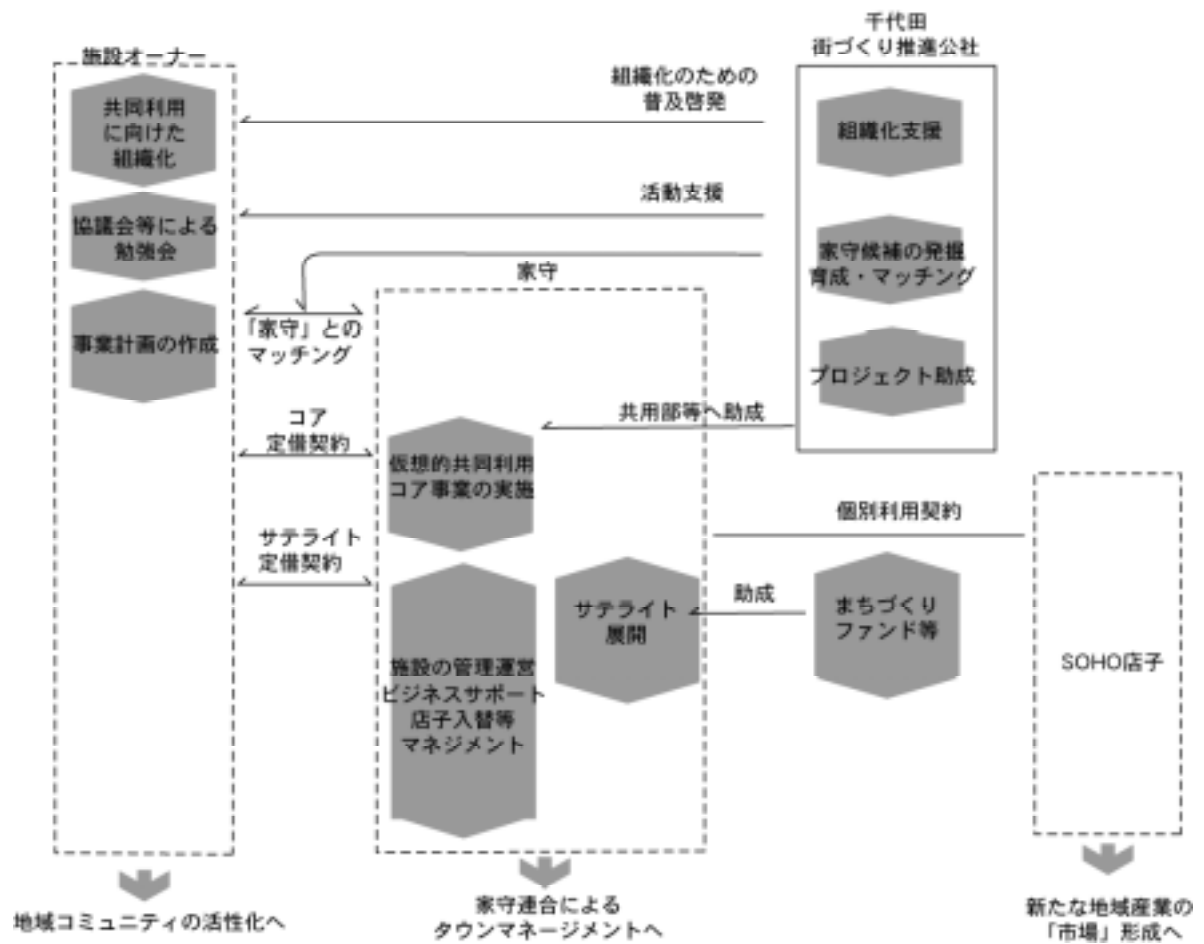 千代田
街づくり推進公社
施設オーナー
共同利用
に向けた
組織化
組織化のための
普及啓発
組織化支援
協議会等による
勉強会
活動支援
家守候補の発掘
育成・マッチング
家守
事業計画の作成
「家守」との
マッチング
プロジェクト助成
コア
定借契約
共用部等へ助成
仮想的共同利用
コア事業の実施
個別利用契約
サテライト
定借契約
サテライト
展開
助成
まちづくり
ファンド等
SOHO店子
施設の管理運営
ビジネスサポート
店子入替等
マネジメント
地域コミュニティの活性化へ
家守連合による
タウンマネージメントへ
新たな地域産業の
「市場」形成へ